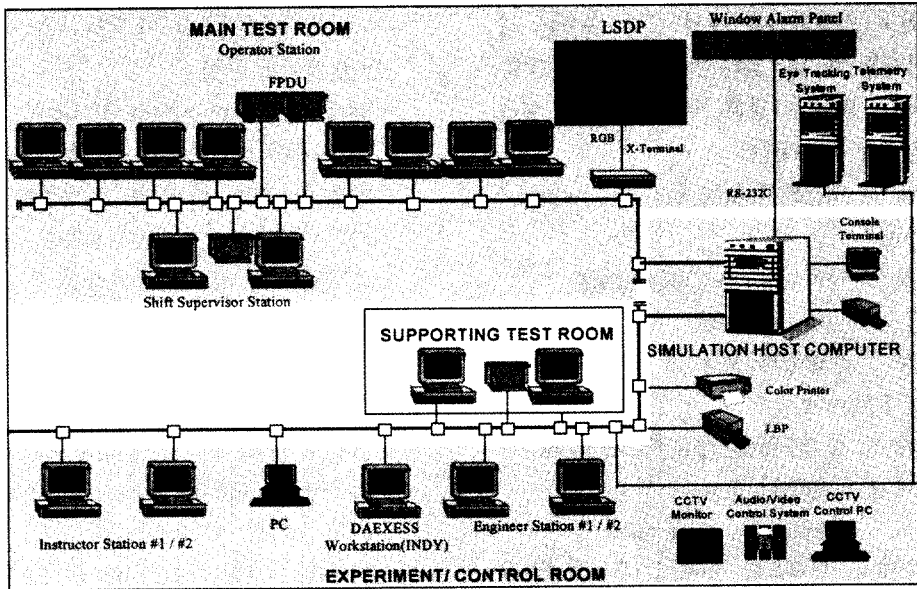 MAIN TEST ROOM
Operator Station
FPDU
LSDP
Window Alarm Panel
Eye Tracking
System
Telemetry
System
RGB
X-Terminal
RS-232C
Console
Terminal
Shift Supervisor Station
SUPPORTING TEST ROOM
SIMULATION HOST COMPUTER
Color Printer
LBP
Instructor Station #1 / #2
PC
DAEXESS
Workstation(INDY)
Engineer Station #1 / #2
CCTV
Monitor
Audio/Video
Control System
CCTV
Control PC
EXPERIMENT/ CONTROL ROOM